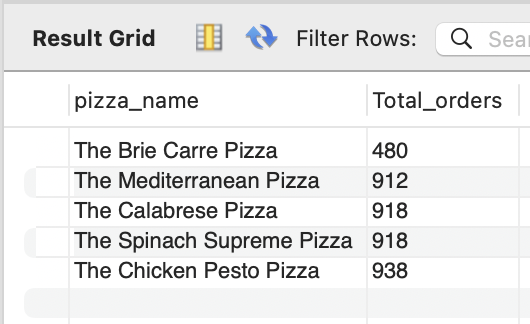 Result Grid Filter Rows:
pizza_name Total_orders
The Brie Carre Pizza 480
The Mediterranean Pizza 912
The Calabrese Pizza 918
The Spinach Supreme Pizza 918
The Chicken Pesto Pizza 938